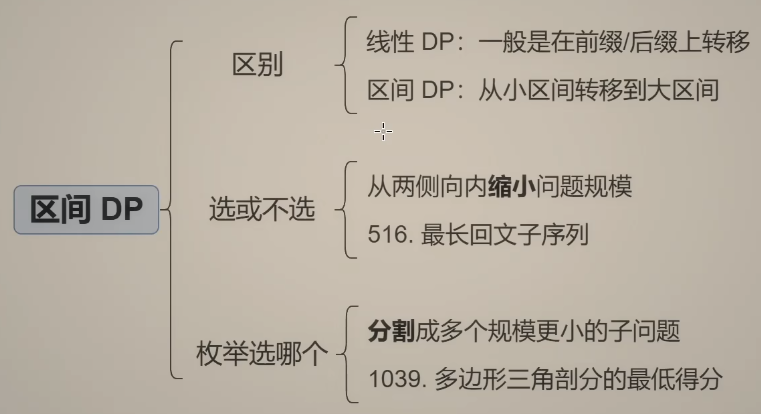 区间 DP
区别
线性 DP：一般是在前缀/后缀上转移
区间 DP：从小区间转移到大区间
选或不选
从两侧向内缩小问题规模
516. 最长回文子序列
枚举选哪个
分割成多个规模更小的子问题
1039. 多边形三角剖分的最低得分